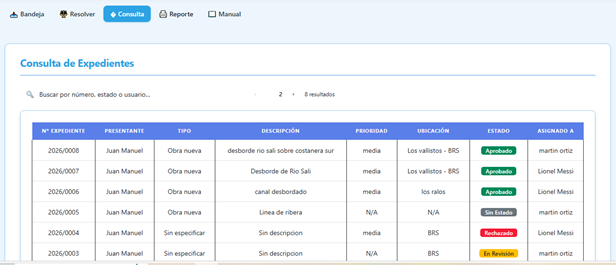 Bandeja Resolver Consulta Reporte Manual
Consulta de Expedientes
Buscar por número, estado o usuario... 2 8 resultados
Nº EXPEDIENTE PRESENTANTE TIPO DESCRIPCIÓN PRIORIDAD UBICACIÓN ESTADO ASIGNADO A
2026/0008 Juan Manuel Obra nueva desborde rio sali sobre costanera sur media Los vallistos - BRS Aprobado martin ortiz
2026/0007 Juan Manuel Obra nueva Desborde de Rio Sali media Los vallistos - BRS Aprobado Lionel Messi
2026/0006 Juan Manuel Obra nueva canal desbordado media los ralos Aprobado Lionel Messi
2026/0005 Juan Manuel Obra nueva Linea de ribera N/A N/A Sin Estado martin ortiz
2026/0004 Juan Manuel Sin especificar Sin descripcion media BRS Rechazado Lionel Messi
2026/0003 Juan Manuel Sin especificar Sin descripcion N/A BRS En Revisión martin ortiz